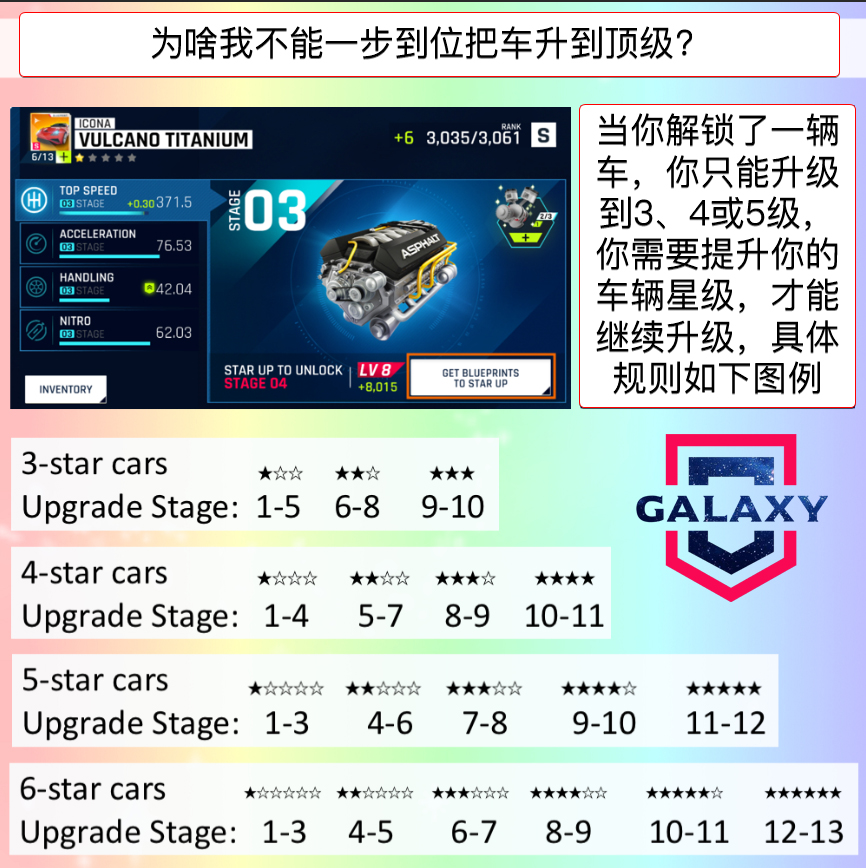 为啥我不能一步到位把车升到顶级？
ICONA
VULCANO TITANIUM
6/13
+6 3,035/3,061 RANK S
TOP SPEED
03 STAGE +0.30 371.5
ACCELERATION
03 STAGE 76.53
HANDLING
03 STAGE 42.04
NITRO
03 STAGE 62.03
INVENTORY
STAGE 03
ASPHALT
2/3
STAR UP TO UNLOCK
STAGE 04
LV 8
+8,015
GET BLUEPRINTS
TO STAR UP
当你解锁了一辆
车，你只能升级
到3、4或5级，
你需要提升你的
车辆星级，才能
继续升级，具体
规则如下图例
3-star cars ★☆☆ ★★☆ ★★★
Upgrade Stage: 1-5 6-8 9-10
GALAXY
4-star cars ★☆☆☆ ★★☆☆ ★★★☆ ★★★★
Upgrade Stage: 1-4 5-7 8-9 10-11
5-star cars ★☆☆☆☆ ★★☆☆☆ ★★★☆☆ ★★★★☆ ★★★★★
Upgrade Stage: 1-3 4-6 7-8 9-10 11-12
6-star cars ★☆☆☆☆☆ ★★☆☆☆☆ ★★★☆☆☆ ★★★★☆☆ ★★★★★☆ ★★★★★★
Upgrade Stage: 1-3 4-5 6-7 8-9 10-11 12-13